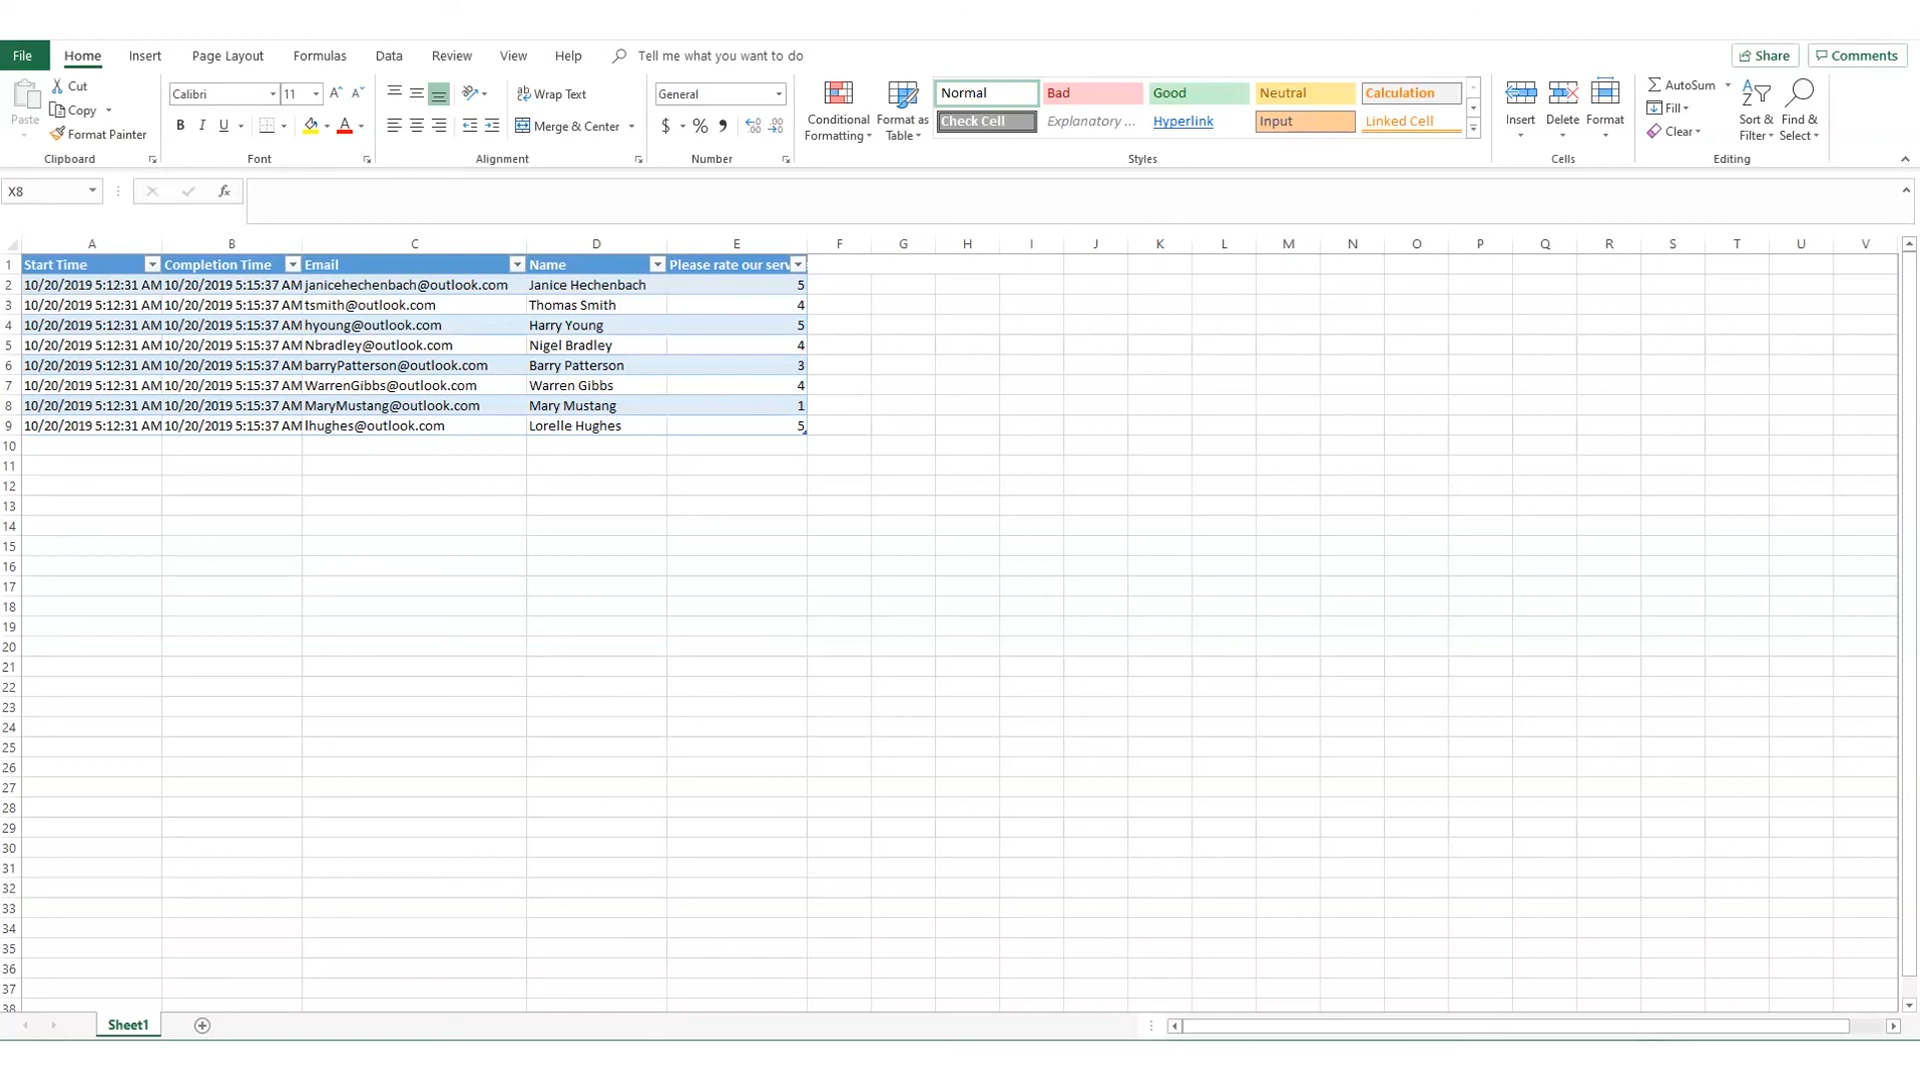 File Home Insert Page Layout Formulas Data Review View Help Tell me what you want to do Share Comments
Paste Cut Copy Format Painter Clipboard
Calibri 11 A A B I U A Font
Wrap Text Merge & Center Alignment
General $ % , Number
Conditional Formatting Format as Table
Normal Bad Good Neutral Calculation
Check Cell Explanatory ... Hyperlink Input Linked Cell
Styles
Insert Delete Format Cells
AutoSum Fill Clear Sort & Filter Find & Select Editing
X8 fx
A B C D E F G H I J K L M N O P Q R S T U V
1 Start Time Completion Time Email Name Please rate our serv
2 10/20/2019 5:12:31 AM 10/20/2019 5:15:37 AM janicehechenbach@outlook.com Janice Hechenbach 5
3 10/20/2019 5:12:31 AM 10/20/2019 5:15:37 AM tsmith@outlook.com Thomas Smith 4
4 10/20/2019 5:12:31 AM 10/20/2019 5:15:37 AM hyoung@outlook.com Harry Young 5
5 10/20/2019 5:12:31 AM 10/20/2019 5:15:37 AM Nbradley@outlook.com Nigel Bradley 4
6 10/20/2019 5:12:31 AM 10/20/2019 5:15:37 AM barryPatterson@outlook.com Barry Patterson 3
7 10/20/2019 5:12:31 AM 10/20/2019 5:15:37 AM WarrenGibbs@outlook.com Warren Gibbs 4
8 10/20/2019 5:12:31 AM 10/20/2019 5:15:37 AM MaryMustang@outlook.com Mary Mustang 1
9 10/20/2019 5:12:31 AM 10/20/2019 5:15:37 AM lhughes@outlook.com Lorelle Hughes 5
10
11
12
13
14
15
16
17
18
19
20
21
22
23
24
25
26
27
28
29
30
31
32
33
34
35
36
37
38
Sheet1